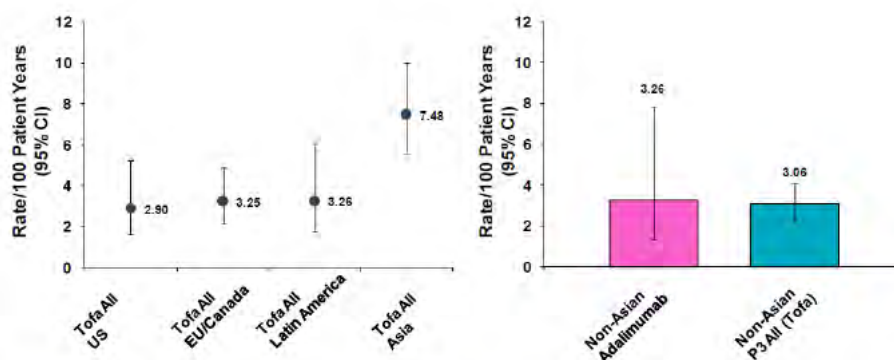 Rate/100 Patient Years
(95% CI)
12
10
8
6
4
2
0
2.90
3.25
3.26
7.48
Tofa All
US
Tofa All
EU/Canada
Tofa All
Latin America
Tofa All
Asia
Rate/100 Patient Years
(95% CI)
12
10
8
6
4
2
0
3.26
3.06
Non-Asian
Adalimumab
Non-Asian
P3 All (Tofa)